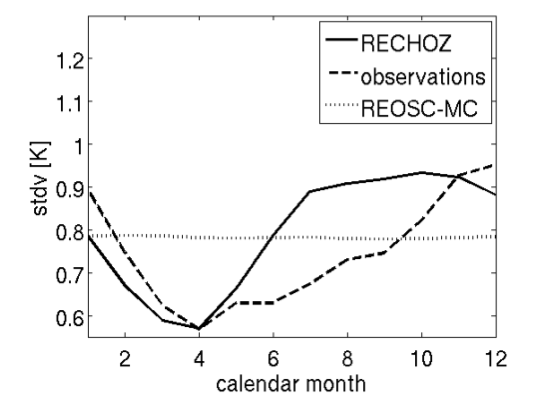 RECHOZ
observations
REOSC-MC
1.2
1.1
1
0.9
0.8
0.7
0.6
stdv [K]
2 4 6 8 10 12
calendar month